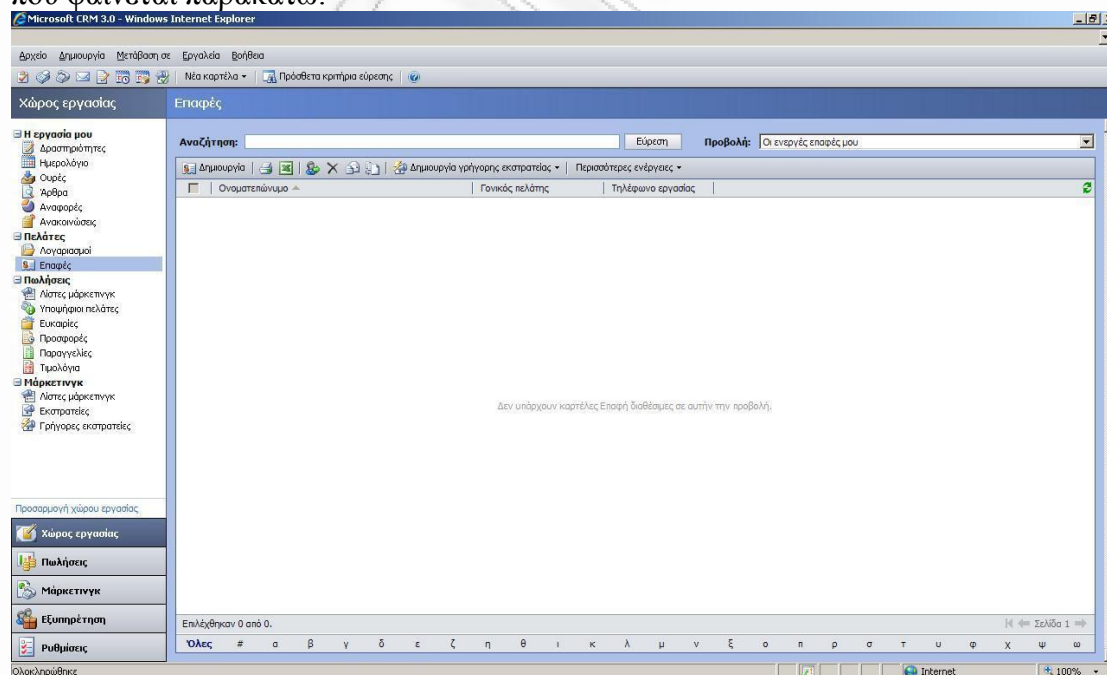 που φαίνεται παρακάτω:
Microsoft CRM 3.0 - Windows Internet Explorer
Αρχείο Δημιουργία Μετάβαση σε Εργαλεία Βοήθεια
Νέα καρτέλα Πρόσθετα κριτήρια εύρεσης
Χώρος εργασίας
Επαφές
Η εργασία μου
Δραστηριότητες
Ημερολόγιο
Ουρές
Άρθρα
Αναφορές
Ανακοινώσεις
Πελάτες
Λογαριασμοί
Επαφές
Πωλήσεις
Λίστες μάρκετινγκ
Υποψήφιοι πελάτες
Ευκαιρίες
Προσφορές
Παραγγελίες
Τιμολόγια
Μάρκετινγκ
Λίστες μάρκετινγκ
Εκστρατείες
Γρήγορες εκστρατείες
Προσαρμογή χώρου εργασίας
Χώρος εργασίας
Πωλήσεις
Μάρκετινγκ
Εξυπηρέτηση
Ρυθμίσεις
Αναζήτηση: Εύρεση Προβολή: Οι ενεργές επαφές μου
Δημιουργία Δημιουργία γρήγορης εκστρατείας Περισσότερες ενέργειες
Ονοματεπώνυμο Γονικός πελάτης Τηλέφωνο εργασίας
Δεν υπάρχουν καρτέλες Επαφή διαθέσιμες σε αυτήν την προβολή.
Επιλέχθηκαν 0 από 0. Σελίδα 1
Όλες # α β γ δ ε ζ η θ ι κ λ μ ν ξ ο π ρ σ τ υ φ χ ψ ω
Ολοκληρώθηκε Internet 100%